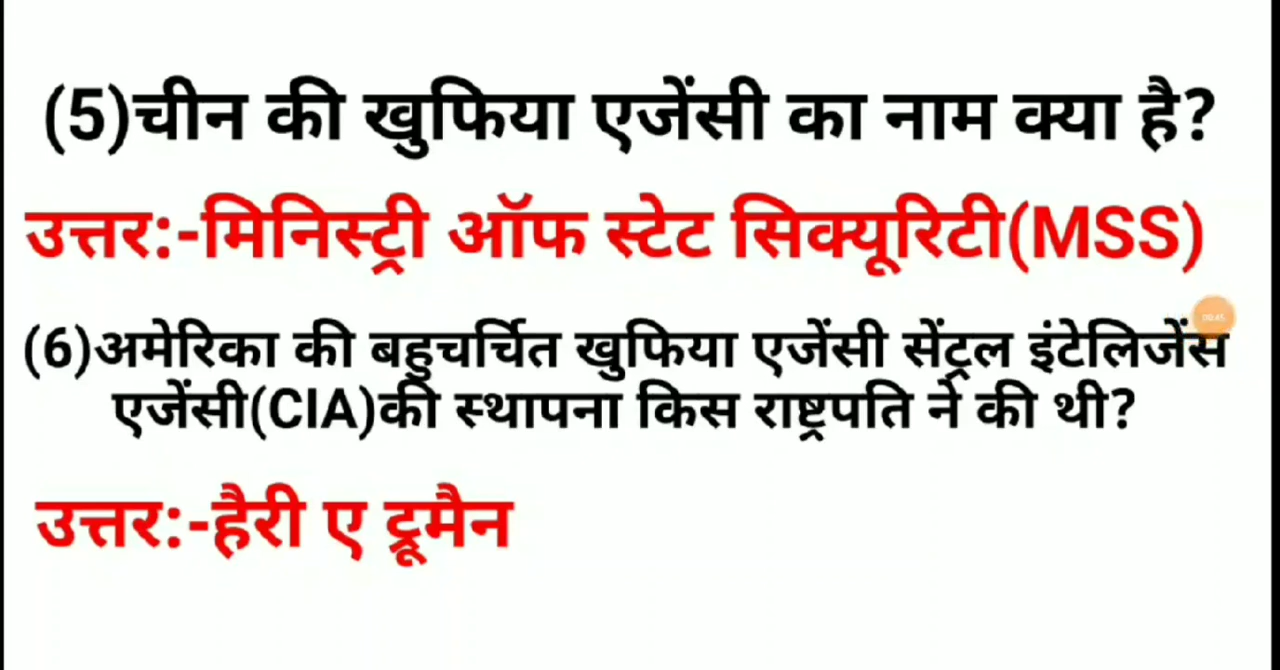 (5)चीन की खुफिया एजेंसी का नाम क्या है?
उत्तर:-मिनिस्ट्री ऑफ स्टेट सिक्यूरिटी(MSS)
(6)अमेरिका की बहुचर्चित खुफिया एजेंसी सेंट्रल इंटेलिजेंस
एजेंसी(CIA)की स्थापना किस राष्ट्रपति ने की थी?
उत्तर:-हैरी ए ट्रूमैन